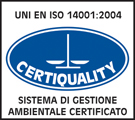 UNI EN ISO 14001:2004
CERTIQUALITY
SISTEMA DI GESTIONE
AMBIENTALE CERTIFICATO